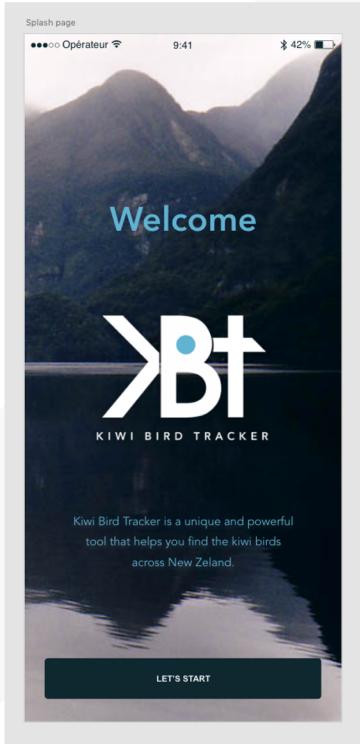 Splash page
Opérateur 9:41 42%
Welcome
KBt
KIWI BIRD TRACKER
Kiwi Bird Tracker is a unique and powerful
tool that helps you find the kiwi birds
across New Zeland.
LET'S START